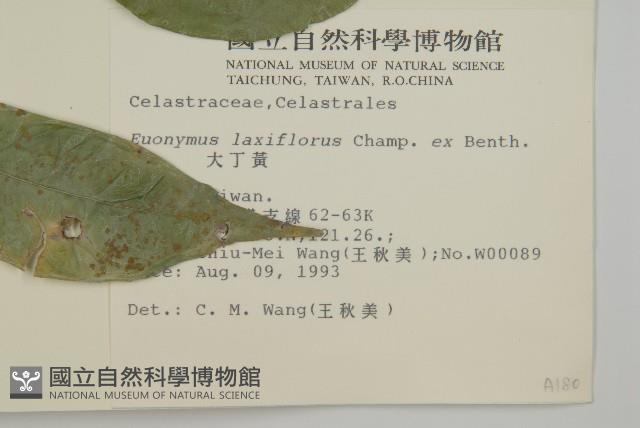 國立自然科學博物館
NATIONAL MUSEUM OF NATURAL SCIENCE
TAICHUNG, TAIWAN, R.O.CHINA
Celastraceae,Celastrales
Euonymus laxiflorus Champ. ex Benth.
大丁黃
iwan.
支線 62-63K
121.26.;
iu-Mei Wang(王秋美);No.W00089
: Aug. 09, 1993
Det.: C. M. Wang(王秋美)
A180
國立自然科學博物館
NATIONAL MUSEUM OF NATURAL SCIENCE